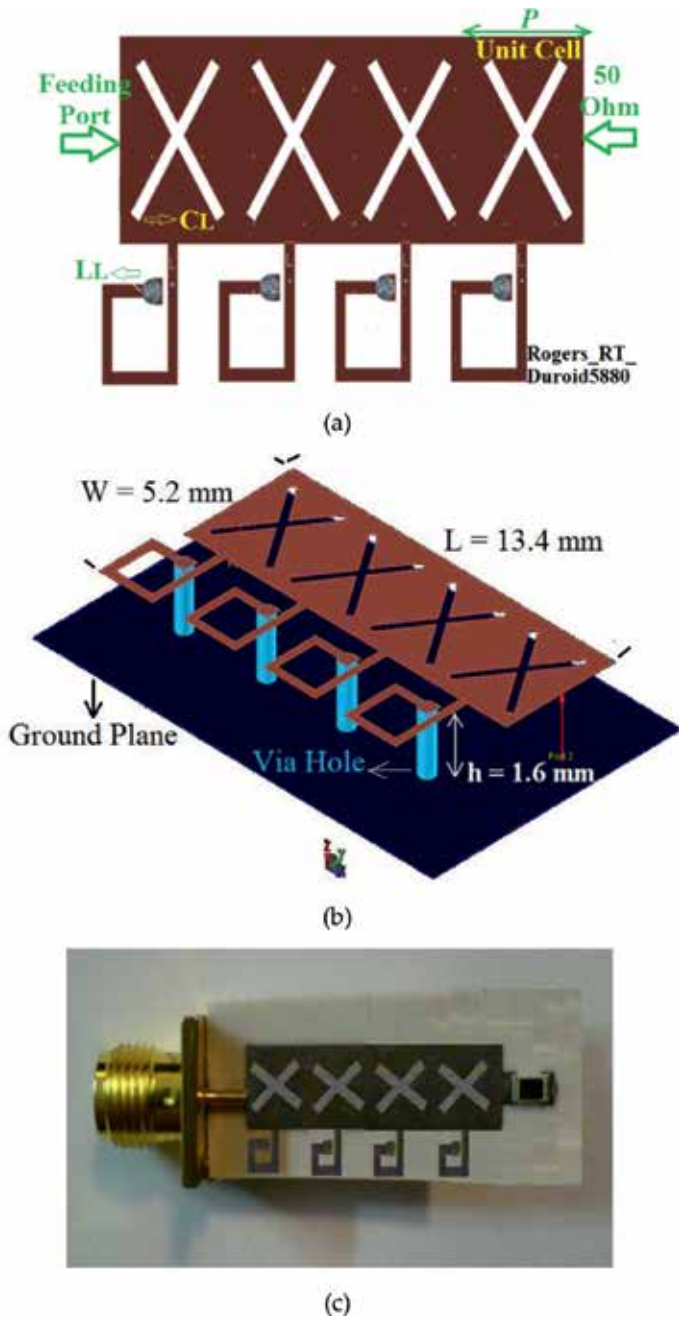 P
Unit Cell
Feeding
Port
50
Ohm
CL
LL
Rogers_RT_
Duroid5880
(a)
W = 5.2 mm
L = 13.4 mm
Ground Plane
Via Hole
h = 1.6 mm
(b)
(c)